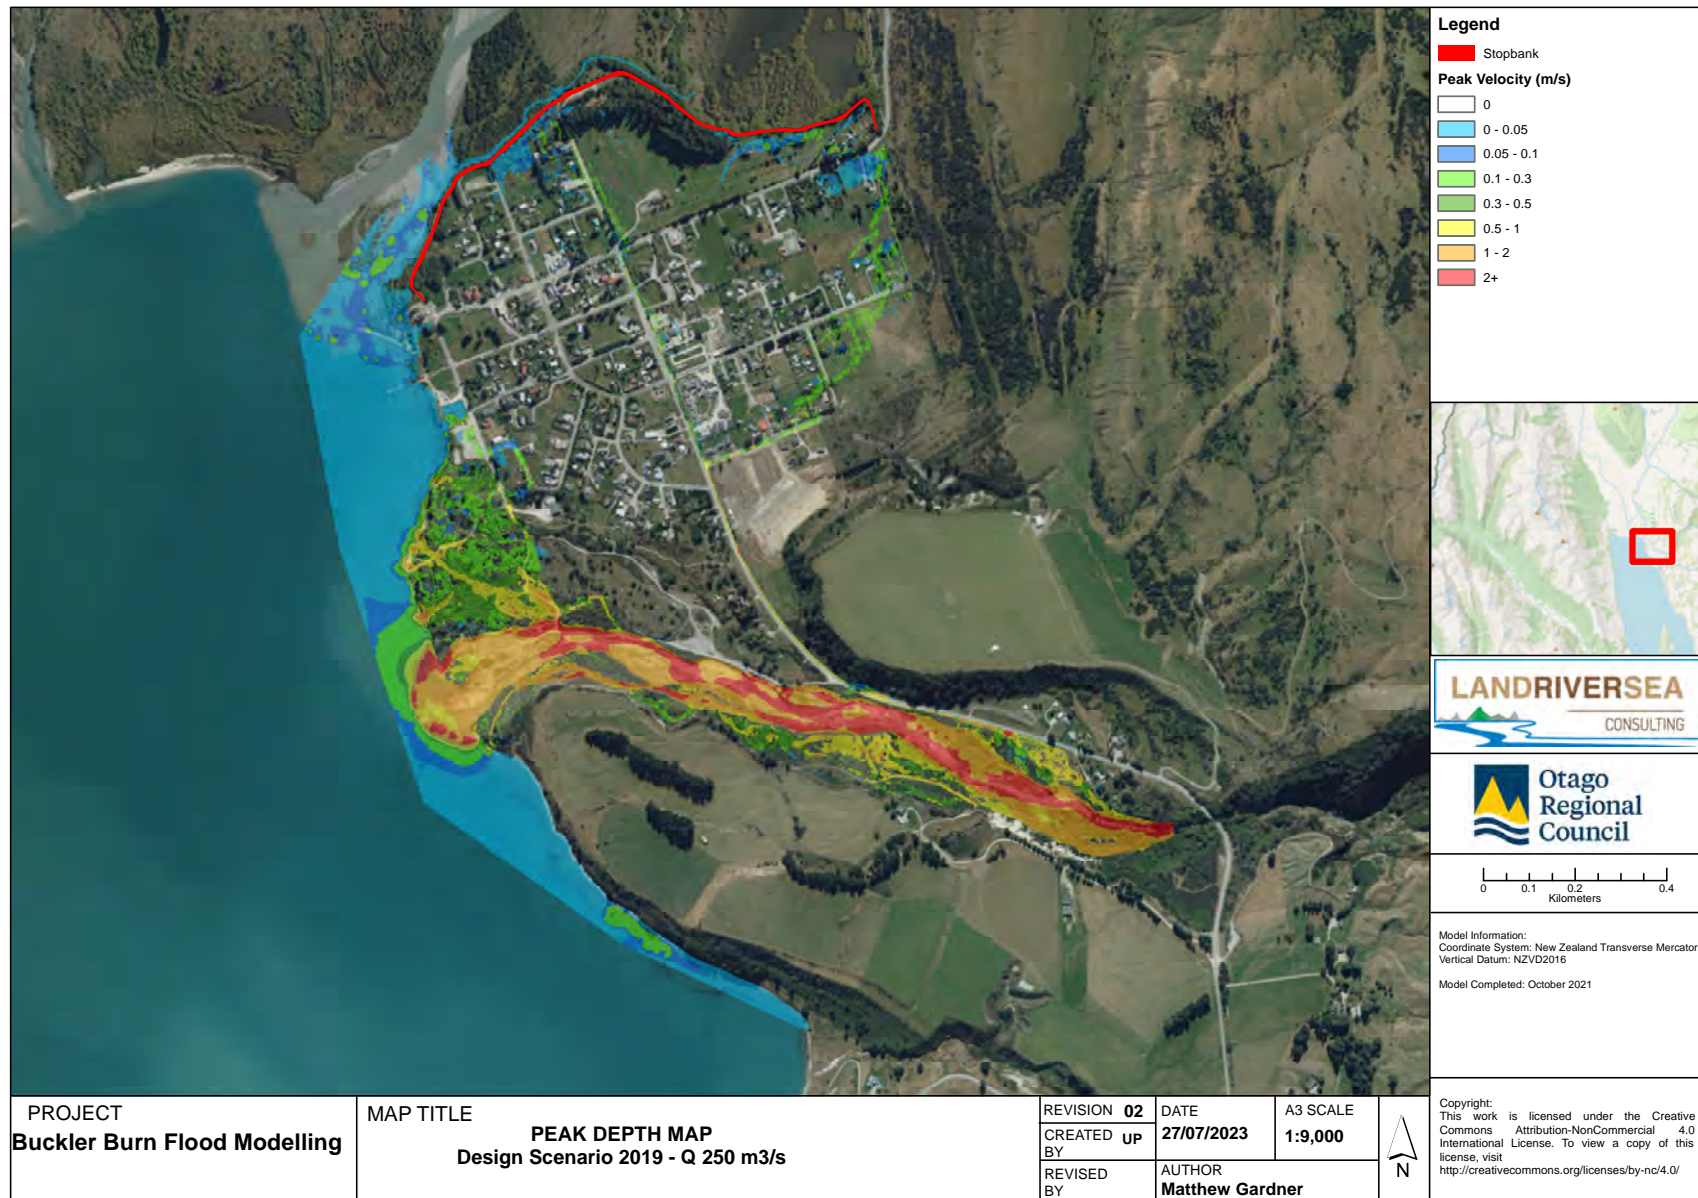 Legend
Stopbank
Peak Velocity (m/s)
0
0 - 0.05
0.05 - 0.1
0.1 - 0.3
0.3 - 0.5
0.5 - 1
1 - 2
2+
LANDRIVERSEA
CONSULTING
Otago
Regional
Council
0 0.1 0.2 0.4
Kilometers
Model Information:
Coordinate System: New Zealand Transverse Mercator
Vertical Datum: NZVD2016
Model Completed: October 2021
Copyright:
This work is licensed under the Creative
Commons Attribution-NonCommercial 4.0
International License. To view a copy of this
license, visit
http://creativecommons.org/licenses/by-nc/4.0/
PROJECT
Buckler Burn Flood Modelling
MAP TITLE
PEAK DEPTH MAP
Design Scenario 2019 - Q 250 m3/s
REVISION 02
CREATED BY UP
REVISED BY
DATE
27/07/2023
A3 SCALE
1:9,000
AUTHOR
Matthew Gardner
N